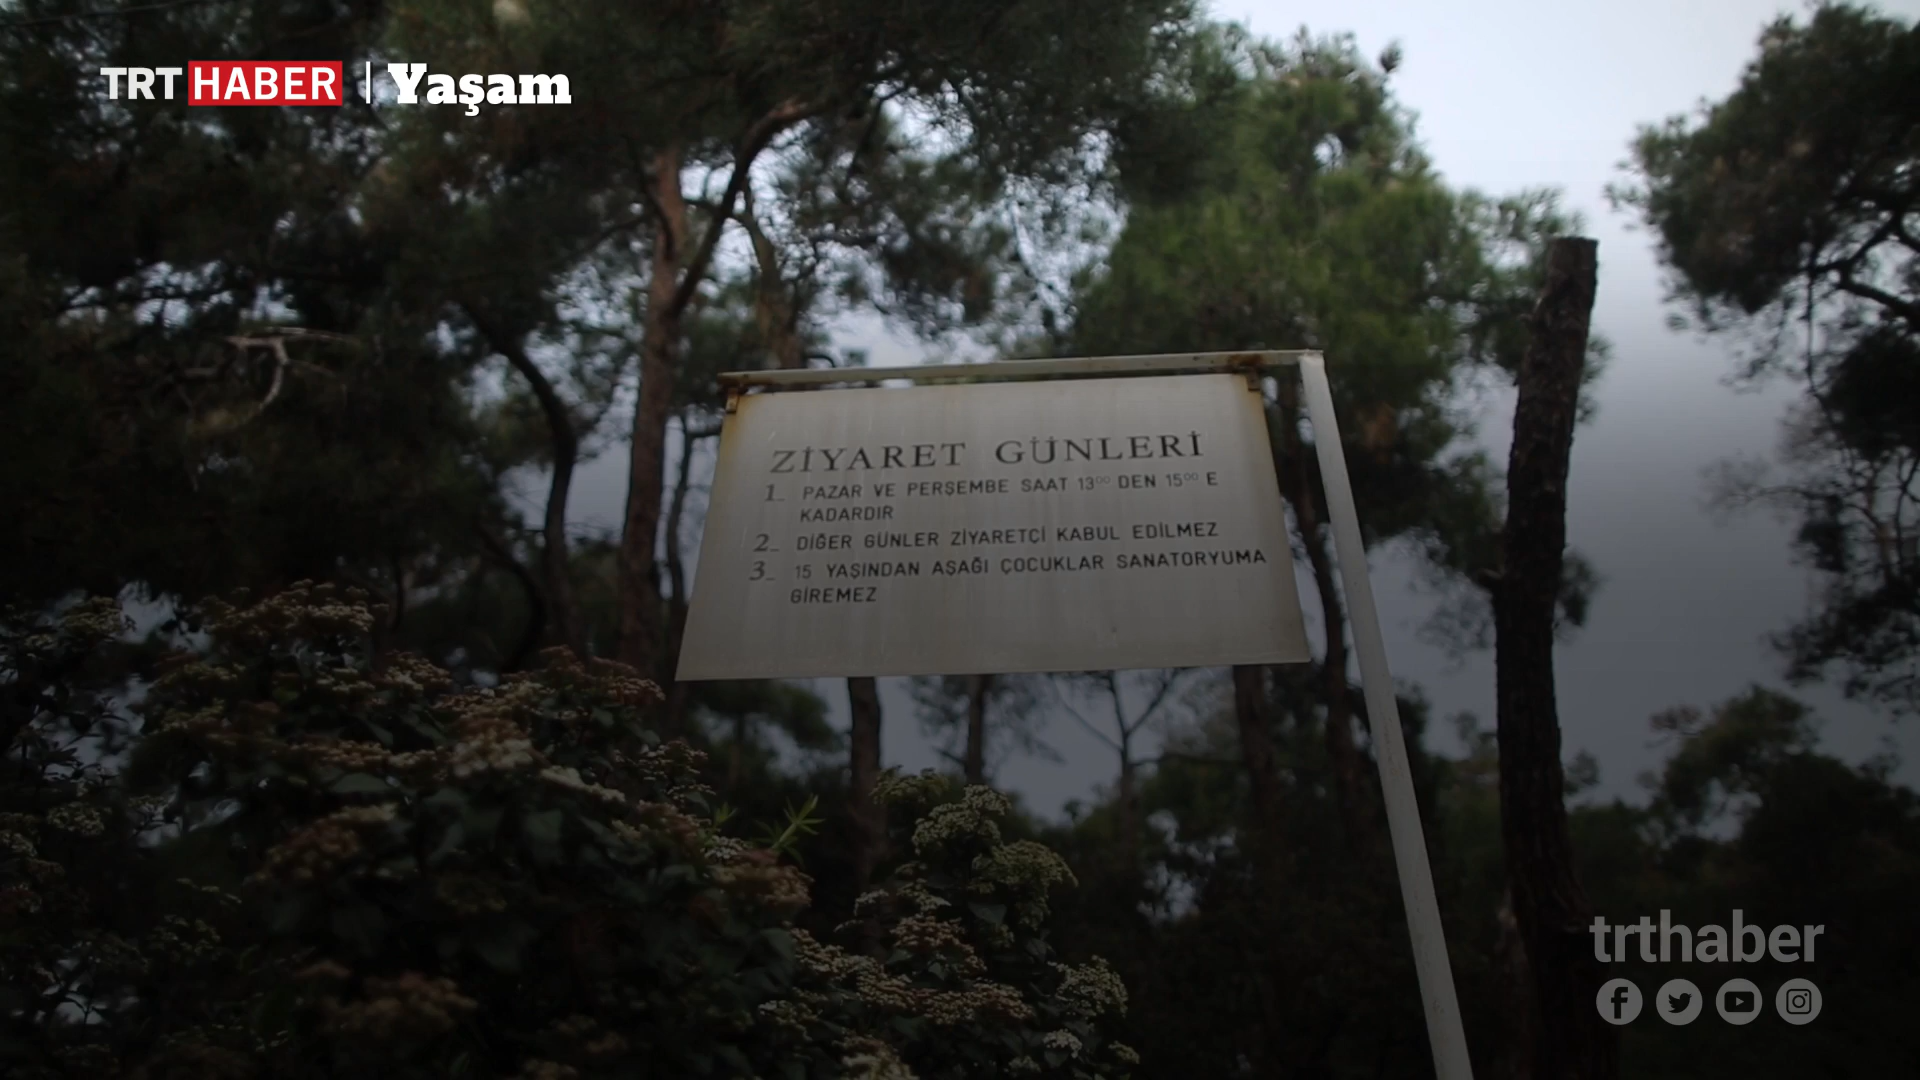 TRT HABER | Yaşam
ZİYARET GÜNLERİ
1_ PAZAR VE PERŞEMBE SAAT 13⁰⁰ DEN 15⁰⁰ E
KADARDIR
2_ DİĞER GÜNLER ZİYARETÇİ KABUL EDİLMEZ
3_ 15 YAŞINDAN AŞAĞI ÇOCUKLAR SANATORYUMA
GİREMEZ
trthaber